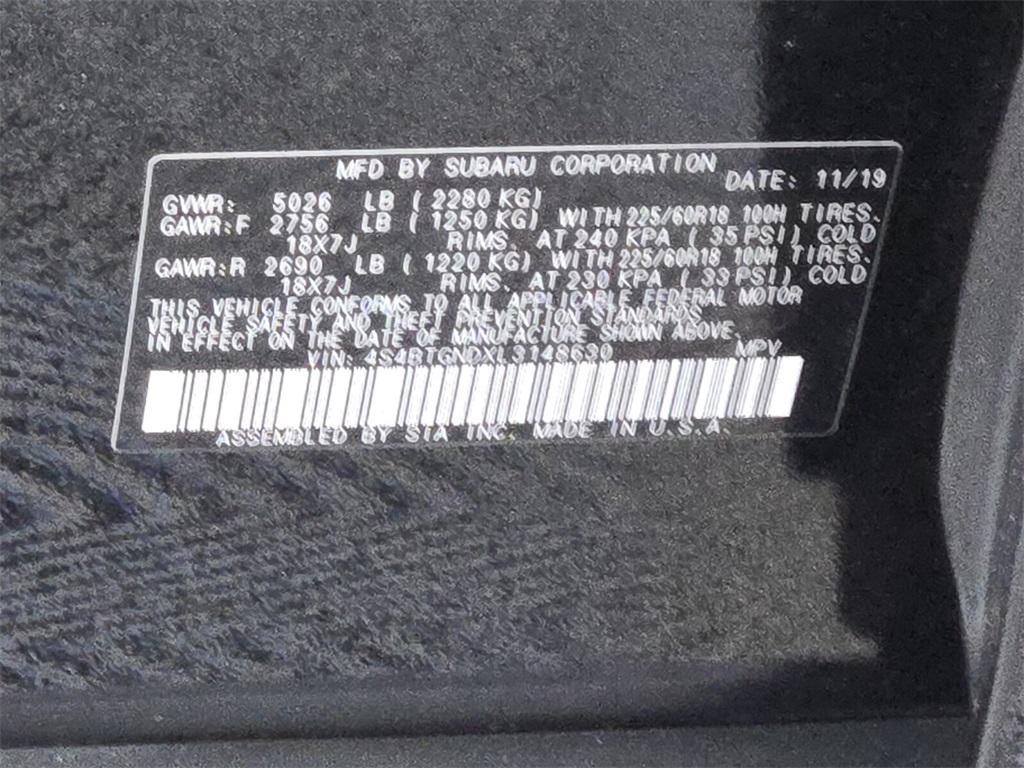 MFD BY SUBARU CORPORATION
DATE: 11/19
GVWR: 5026 LB ( 2280 KG)
GAWR:F 2756 LB ( 1250 KG) WITH 225/60R18 100H TIRES,
18X7J RIMS, AT 240 KPA ( 35 PSI) COLD
GAWR:R 2690 LB ( 1220 KG) WITH 225/60R18 100H TIRES,
18X7J RIMS, AT 230 KPA ( 33 PSI) COLD
THIS VEHICLE CONFORMS TO ALL APPLICABLE FEDERAL MOTOR
VEHICLE SAFETY AND THEFT PREVENTION STANDARDS
IN EFFECT ON THE DATE OF MANUFACTURE SHOWN ABOVE.
VIN: 4S4BTGNDXL3148630 MPV
ASSEMBLED BY SIA INC. MADE IN U.S.A.